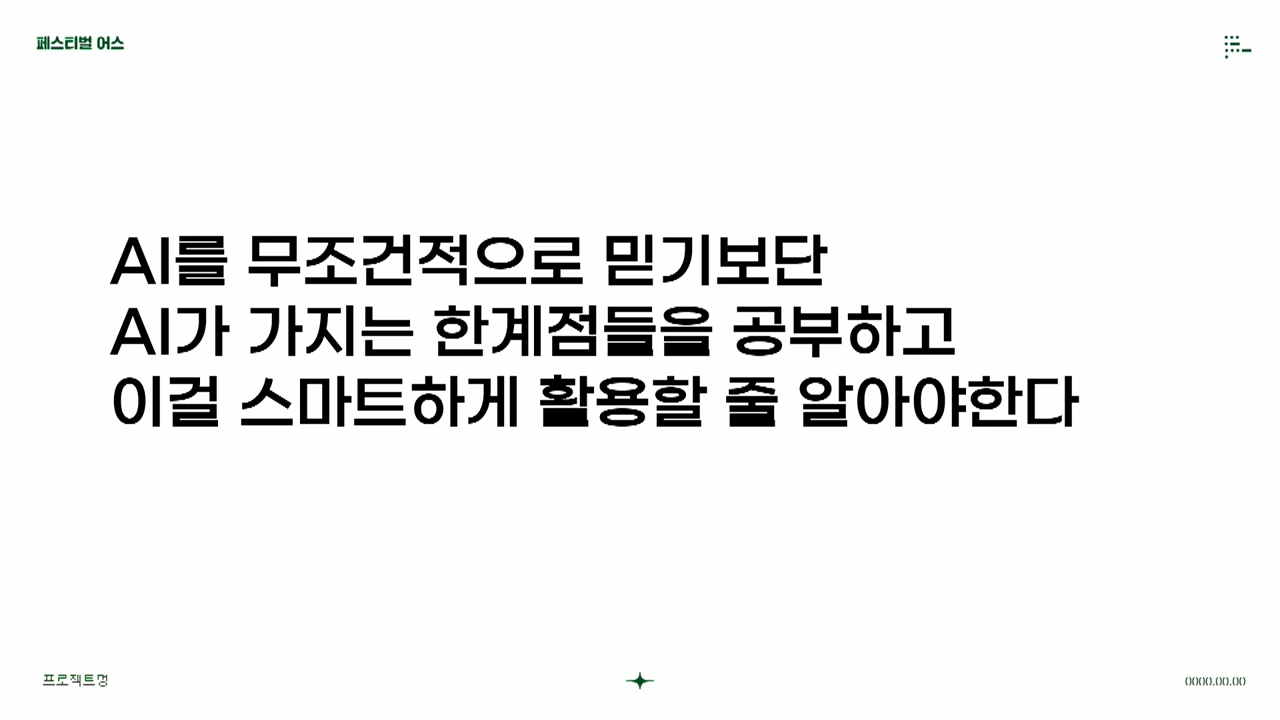 페스티벌 어스
AI를 무조건적으로 믿기보단
AI가 가지는 한계점들을 공부하고
이걸 스마트하게 활용할 줄 알아야한다
프로젝트명
0000.00.00